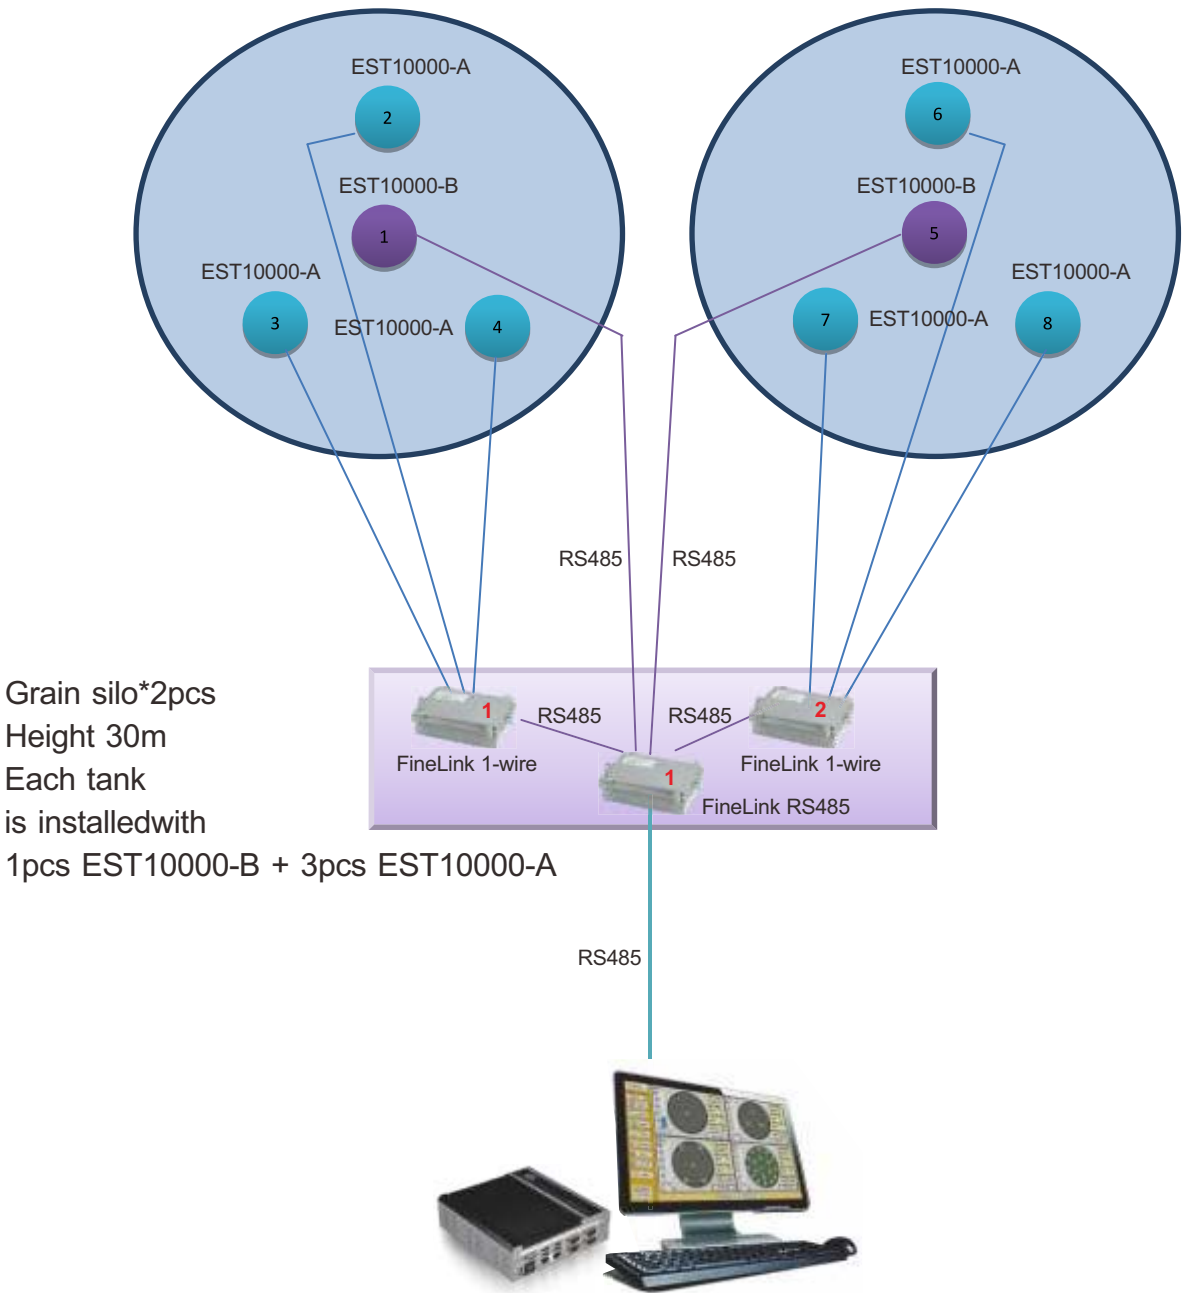 EST10000-A
2
EST10000-B
1
EST10000-A
3
EST10000-A
4
EST10000-A
6
EST10000-B
5
EST10000-A
7
EST10000-A
8
RS485
RS485
Grain silo*2pcs
Height 30m
Each tank
is installedwith
1pcs EST10000-B + 3pcs EST10000-A
1
RS485
RS485
2
FineLink 1-wire
FineLink 1-wire
1
FineLink RS485
RS485